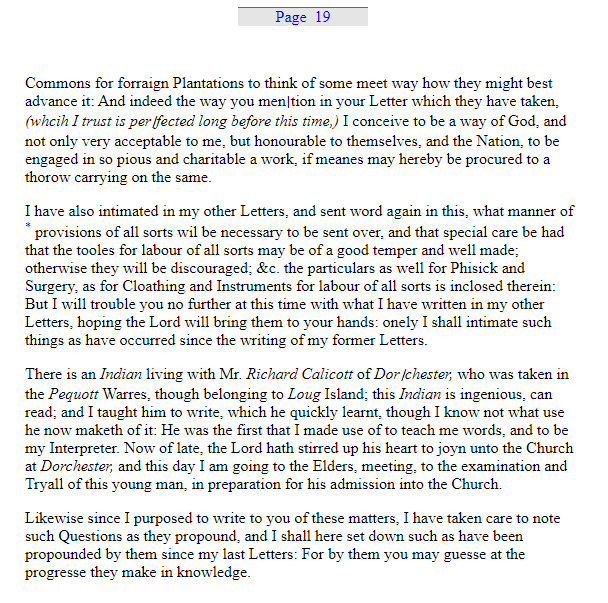 Page 19
Commons for forraign Plantations to think of some meet way how they might best
advance it: And indeed the way you men|tion in your Letter which they have taken,
(whcih I trust is per|fected long before this time,) I conceive to be a way of God, and
not only very acceptable to me, but honourable to themselves, and the Nation, to be
engaged in so pious and charitable a work, if meanes may hereby be procured to a
thorow carrying on the same.
I have also intimated in my other Letters, and sent word again in this, what manner of
* provisions of all sorts wil be necessary to be sent over, and that special care be had
that the tooles for labour of all sorts may be of a good temper and well made;
otherwise they will be discouraged; &c. the particulars as well for Phisick and
Surgery, as for Cloathing and Instruments for labour of all sorts is inclosed therein:
But I will trouble you no further at this time with what I have written in my other
Letters, hoping the Lord will bring them to your hands: onely I shall intimate such
things as have occurred since the writing of my former Letters.
There is an Indian living with Mr. Richard Calicott of Dor|chester, who was taken in
the Pequott Warres, though belonging to Loug Island; this Indian is ingenious, can
read; and I taught him to write, which he quickly learnt, though I know not what use
he now maketh of it: He was the first that I made use of to teach me words, and to be
my Interpreter. Now of late, the Lord hath stirred up his heart to joyn unto the Church
at Dorchester, and this day I am going to the Elders, meeting, to the examination and
Tryall of this young man, in preparation for his admission into the Church.
Likewise since I purposed to write to you of these matters, I have taken care to note
such Questions as they propound, and I shall here set down such as have been
propounded by them since my last Letters: For by them you may guesse at the
progresse they make in knowledge.